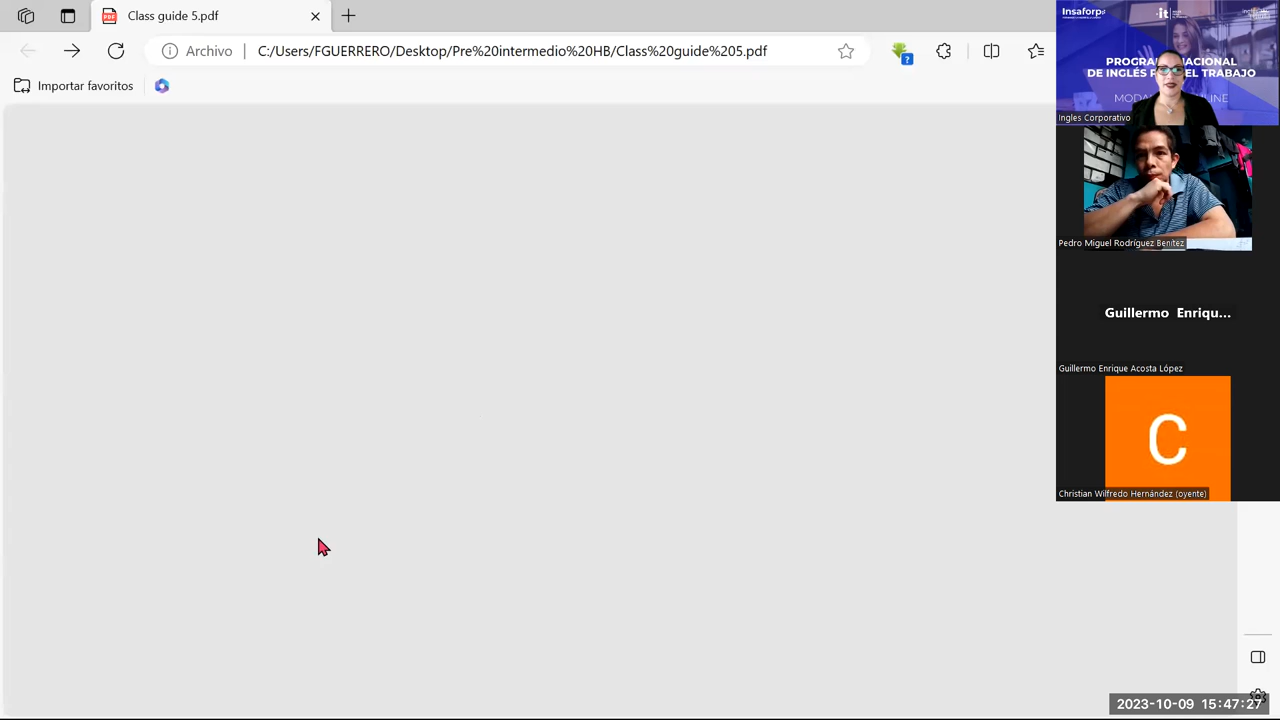 Class guide 5.pdf
Archivo
C:/Users/FGUERRERO/Desktop/Pre%20intermedio%20HB/Class%20guide%205.pdf
Importar favoritos
Insaforp
it
PROGRAMA NACIONAL
DE INGLÉS PARA EL TRABAJO
Ingles Corporativo
Pedro Miguel Rodríguez Benítez
Guillermo Enriqu...
Guillermo Enrique Acosta López
C
Christian Wilfredo Hernández (oyente)
2023-10-09 15:47:27